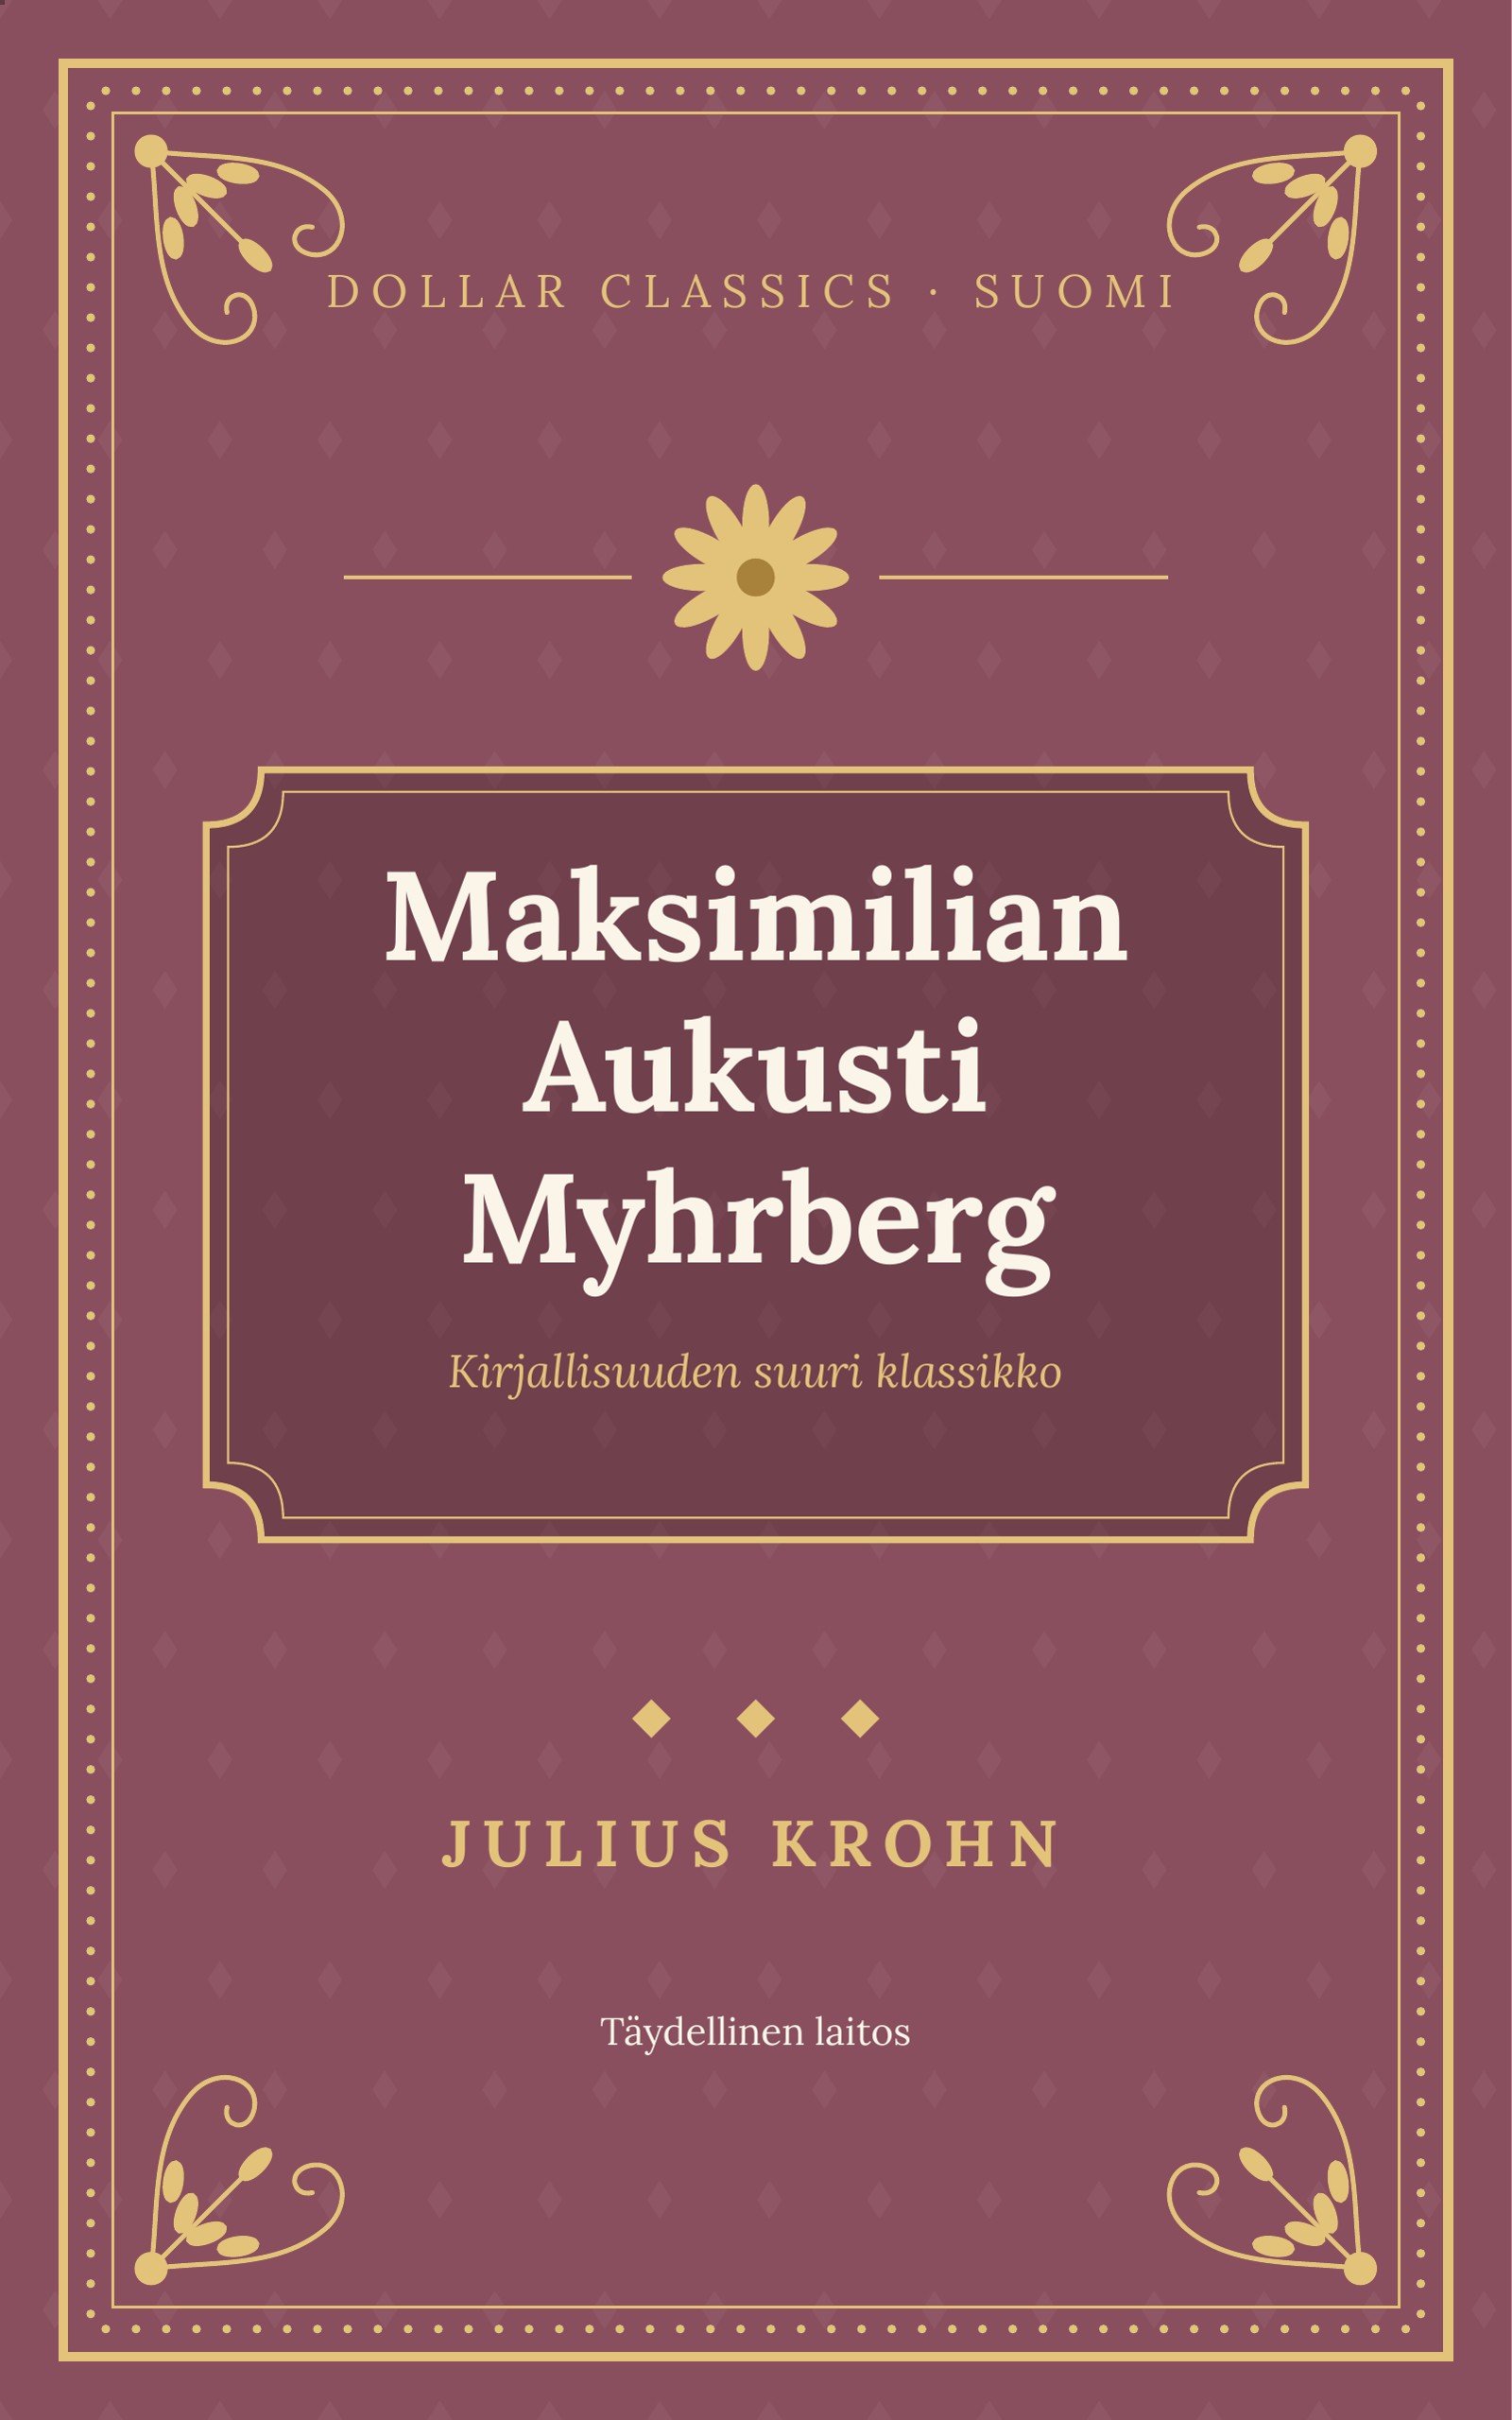 DOLLAR CLASSICS · SUOMI
Maksimilian
Aukusti
Myhrberg
Kirjallisuuden suuri klassikko
JULIUS KROHN
Täydellinen laitos